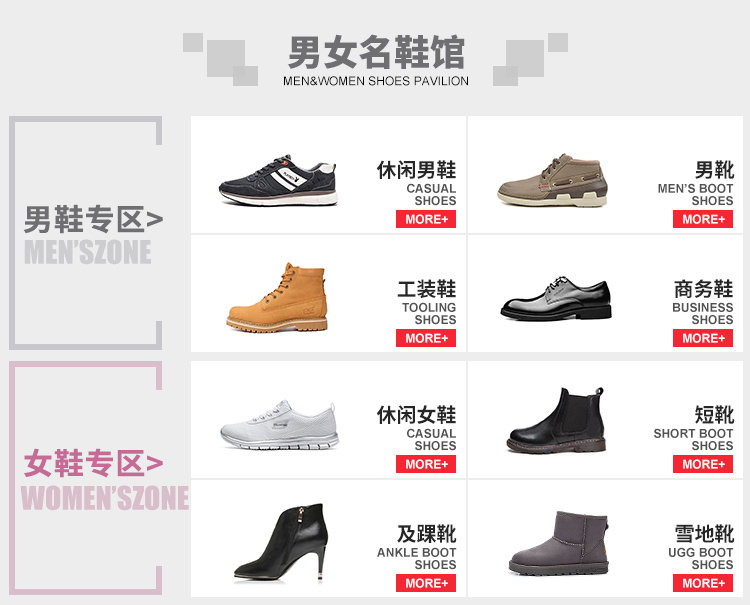 男女名鞋馆
MEN&WOMEN SHOES PAVILION
男鞋专区>
MEN'SZONE
休闲男鞋
CASUAL
SHOES
MORE+
男靴
MEN'S BOOT
SHOES
MORE+
工装鞋
TOOLING
SHOES
MORE+
商务鞋
BUSINESS
SHOES
MORE+
女鞋专区>
WOMEN'SZONE
休闲女鞋
CASUAL
SHOES
MORE+
短靴
SHORT BOOT
SHOES
MORE+
及踝靴
ANKLE BOOT
SHOES
MORE+
雪地靴
UGG BOOT
SHOES
MORE+